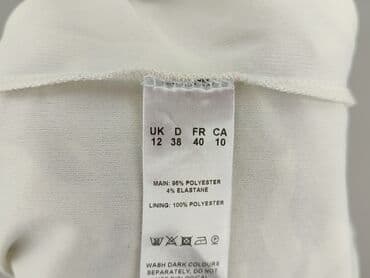 UK D FR CA
12 38 40 10
MAIN: 96% POLYESTER
4% ELASTANE
LINING: 100% POLYESTER
WASH DARK COLOURS
SEPARATELY, DO NOT